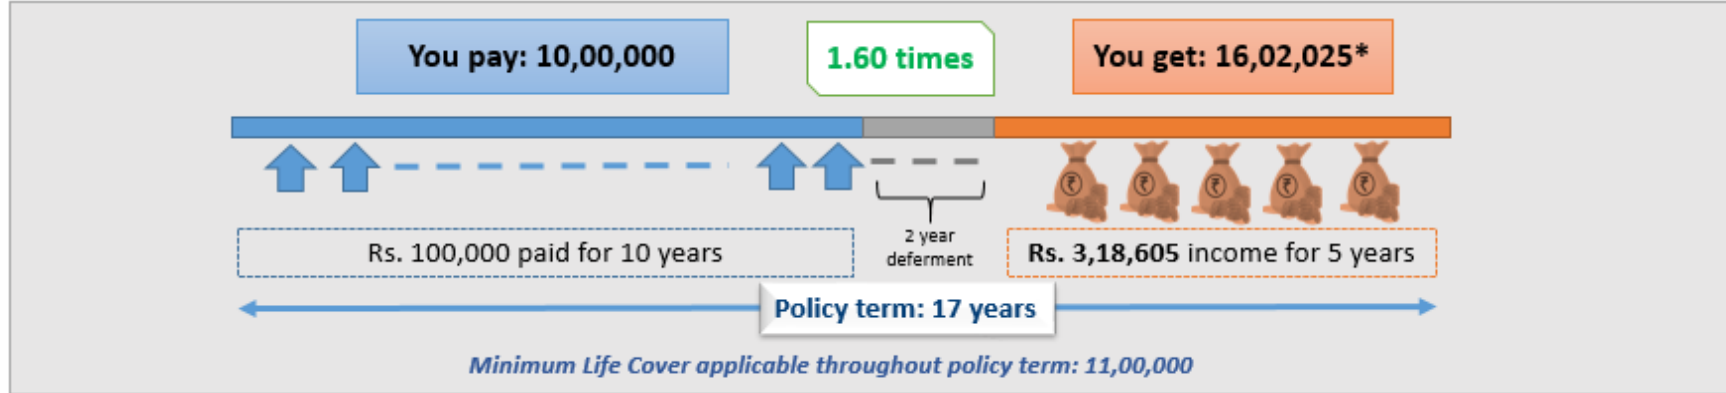 You pay: 10,00,000
1.60 times
You get: 16,02,025*
₹ ₹ ₹ ₹ ₹
Rs. 100,000 paid for 10 years
2 year
deferment
Rs. 3,18,605 income for 5 years
Policy term: 17 years
Minimum Life Cover applicable throughout policy term: 11,00,000